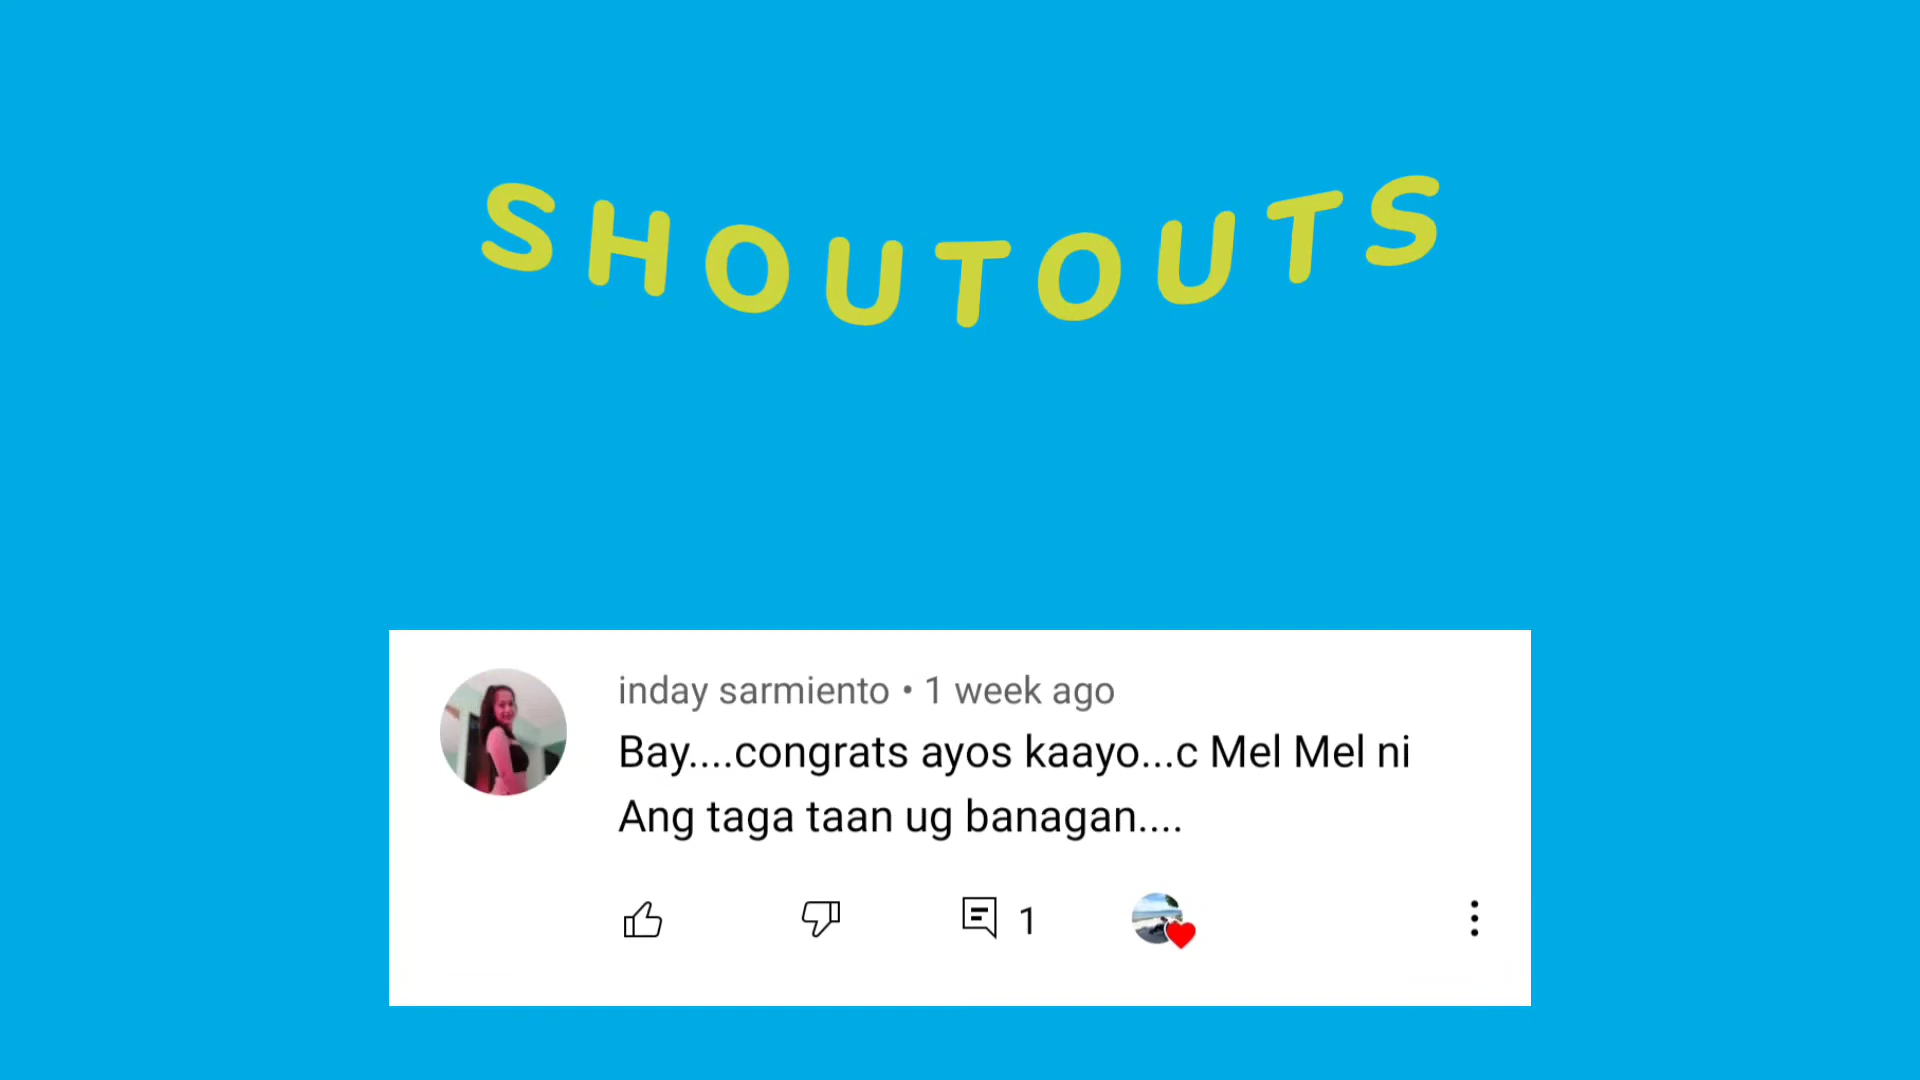 SHOUTOUTS
inday sarmiento • 1 week ago
Bay....congrats ayos kaayo...c Mel Mel ni
Ang taga taan ug banagan....
1